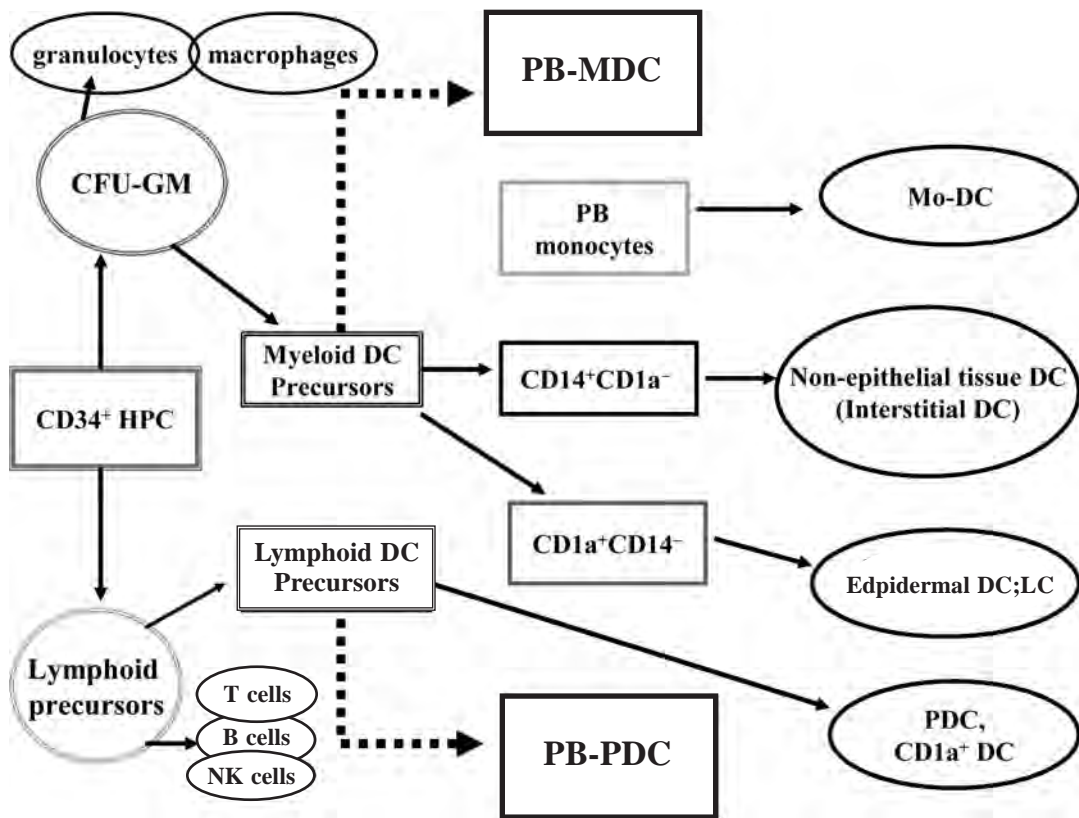 granulocytes
macrophages
PB-MDC
CFU-GM
PB
monocytes
Mo-DC
Myeloid DC
Precursors
CD14⁺CD1a⁻
Non-epithelial tissue DC
(Interstitial DC)
CD34⁺ HPC
CD1a⁺CD14⁻
Lymphoid DC
Precursors
Edpidermal DC;LC
Lymphoid
precursors
T cells
B cells
NK cells
PB-PDC
PDC,
CD1a⁺ DC